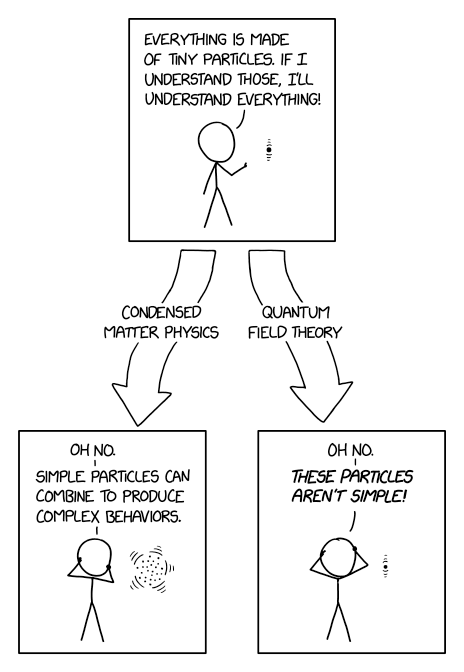 EVERYTHING IS MADE
OF TINY PARTICLES. IF I
UNDERSTAND THOSE, I'LL
UNDERSTAND EVERYTHING!
CONDENSED
MATTER PHYSICS
QUANTUM
FIELD THEORY
OH NO.
SIMPLE PARTICLES CAN
COMBINE TO PRODUCE
COMPLEX BEHAVIORS.
OH NO.
THESE PARTICLES
AREN'T SIMPLE!